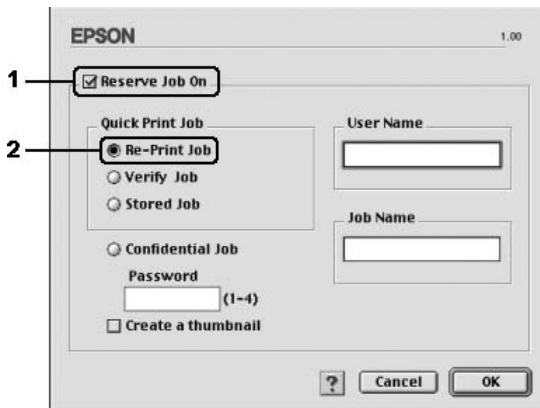 EPSON
1.00
1
Reserve Job On
Quick Print Job
2
Re-Print Job
Verify Job
Stored Job
Confidential Job
Password
(1-4)
Create a thumbnail
User Name
Job Name
?
Cancel
OK